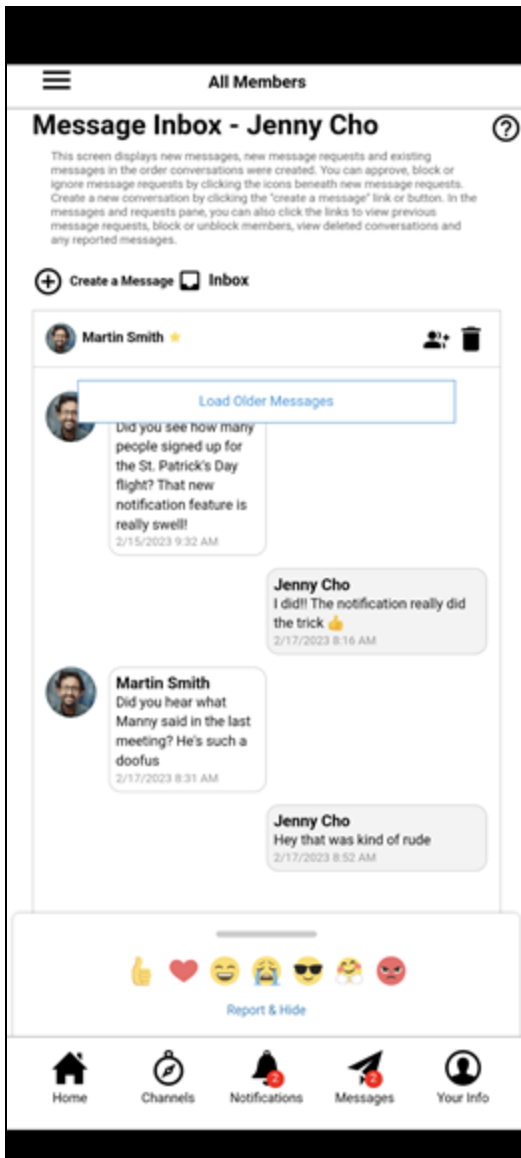 All Members
Message Inbox - Jenny Cho
This screen displays new messages, new message requests and existing
messages in the order conversations were created. You can approve, block or
ignore message requests by clicking the icons beneath new message requests.
Create a new conversation by clicking the "create a message" link or button. In the
messages and requests pane, you can also click the links to view previous
message requests, block or unblock members, view deleted conversations and
any reported messages.
Create a Message Inbox
Martin Smith
Load Older Messages
Did you see how many
people signed up for
the St. Patrick's Day
flight? That new
notification feature is
really swell!
2/15/2023 9:32 AM
Jenny Cho
I did!! The notification really did
the trick 👍
2/17/2023 8:16 AM
Martin Smith
Did you hear what
Manny said in the last
meeting? He's such a
doofus
2/17/2023 8:31 AM
Jenny Cho
Hey that was kind of rude
2/17/2023 8:52 AM
Report & Hide
2 2
Home Channels Notifications Messages Your Info